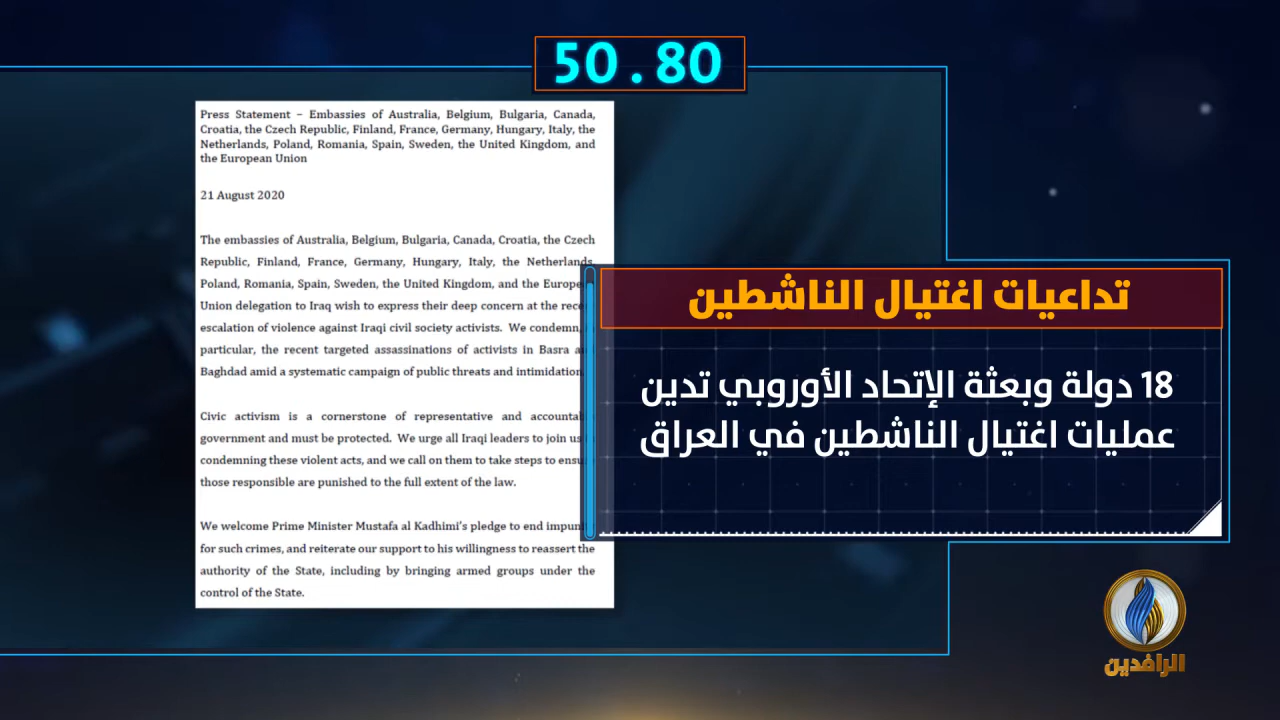 50.80
Press Statement – Embassies of Australia, Belgium, Bulgaria, Canada,
Croatia, the Czech Republic, Finland, France, Germany, Hungary, Italy, the
Netherlands, Poland, Romania, Spain, Sweden, the United Kingdom, and
the European Union
21 August 2020
The embassies of Australia, Belgium, Bulgaria, Canada, Croatia, the Czech
Republic, Finland, France, Germany, Hungary, Italy, the Netherlands,
Poland, Romania, Spain, Sweden, the United Kingdom, and the
Union delegation to Iraq wish to express their deep concern at the
escalation of violence against Iraqi civil society activists. We condemn,
particular, the recent targeted assassinations of activists in Basra
Baghdad amid a systematic campaign of public threats and intimidation.
Civic activism is a cornerstone of representative and
government and must be protected. We urge all Iraqi leaders to join us
condemning these violent acts, and we call on them to take steps to
those responsible are punished to the full extent of the law.
We welcome Prime Minister Mustafa al Kadhimi's pledge to end
for such crimes, and reiterate our support to his willingness to reassert the
authority of the State, including by bringing armed groups under the
control of the State.
تداعيات اغتيال الناشطين
18 دولة وبعثة الإتحاد الأوروبي تدين
عمليات اغتيال الناشطين في العراق
الرافدين